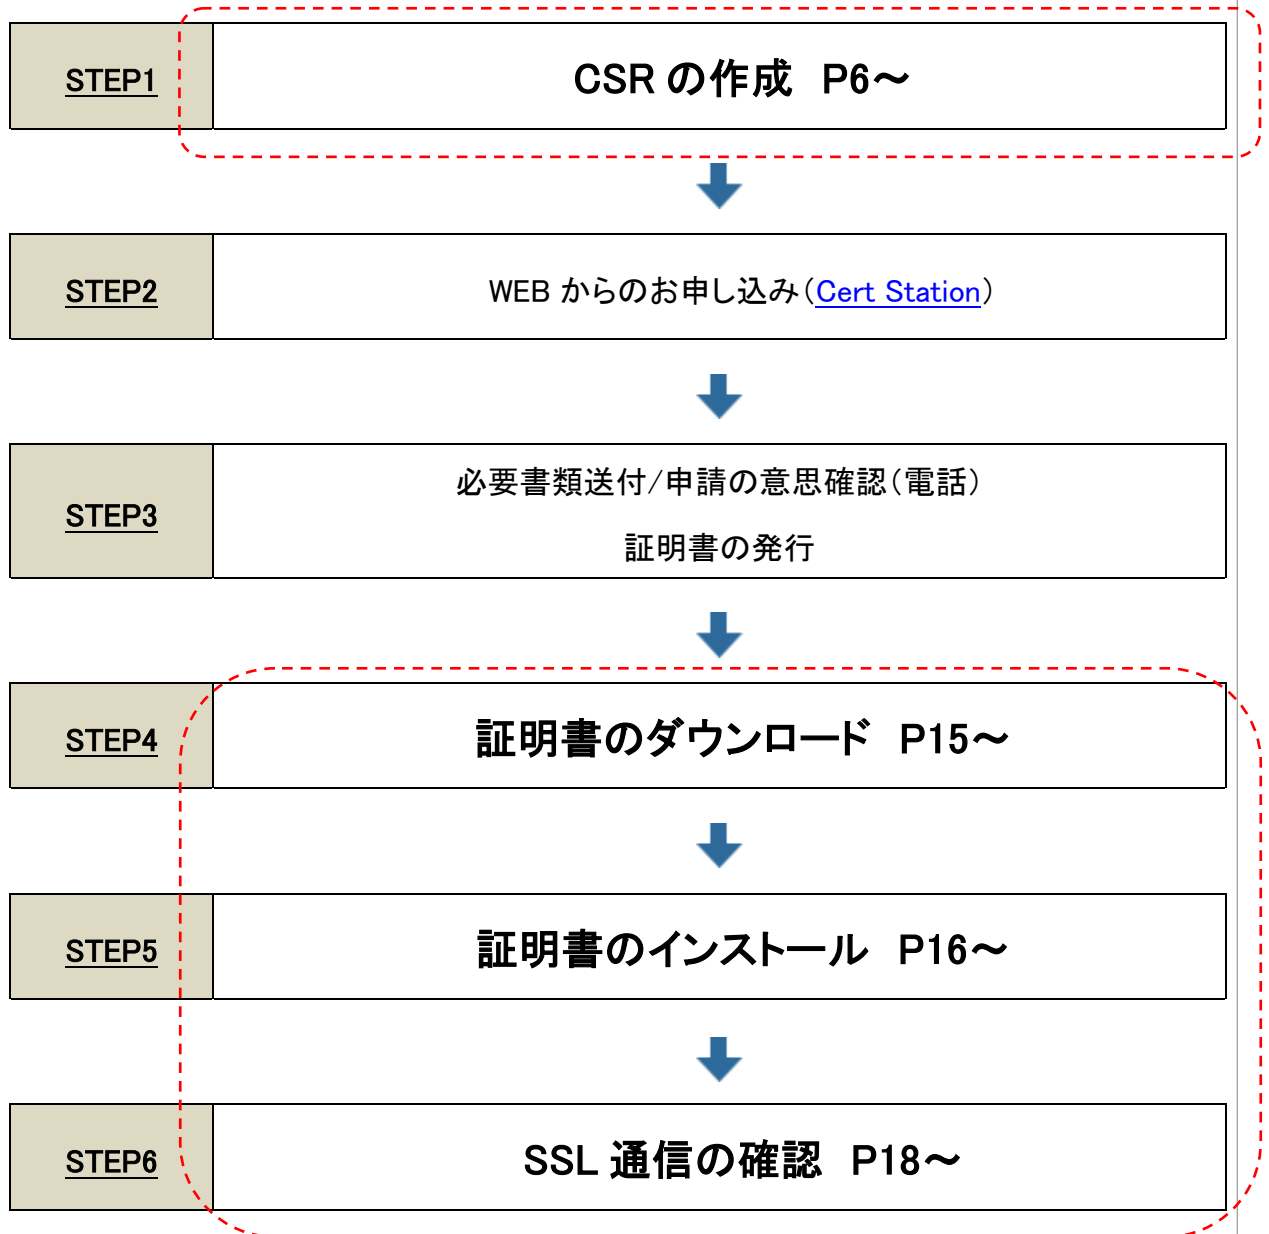 STEP1
CSR の作成　P6～
STEP2
WEB からのお申し込み（Cert Station）
STEP3
必要書類送付/申請の意思確認（電話）
証明書の発行
STEP4
証明書のダウンロード　P15～
STEP5
証明書のインストール　P16～
STEP6
SSL 通信の確認　P18～